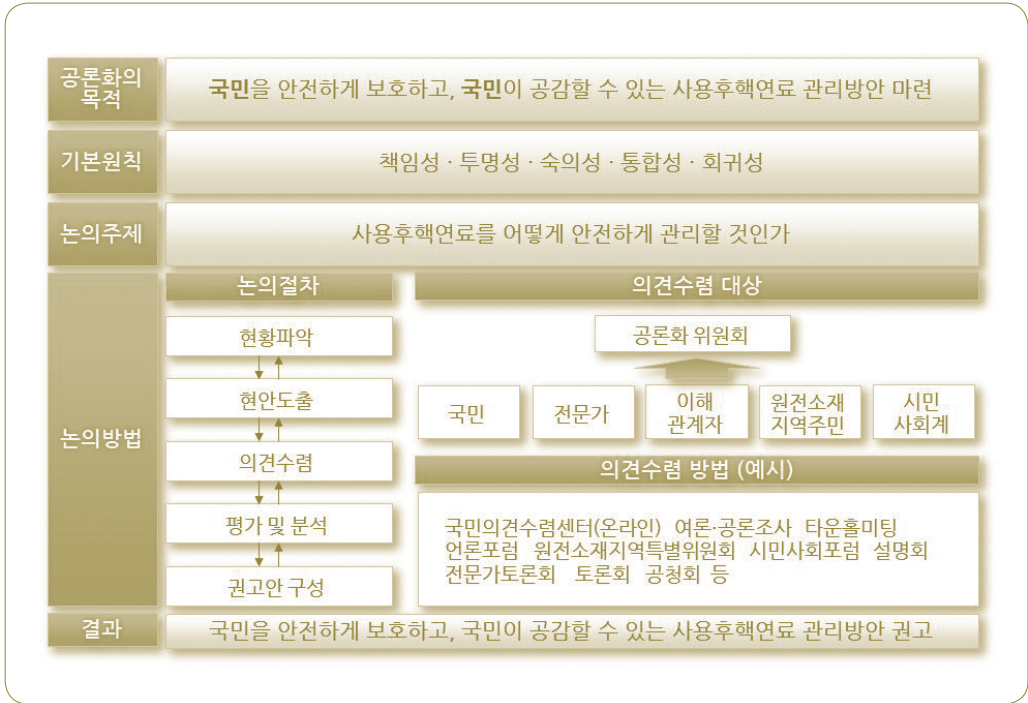 공론화의
목적
국민을 안전하게 보호하고, 국민이 공감할 수 있는 사용후핵연료 관리방안 마련
기본원칙
책임성 · 투명성 · 숙의성 · 통합성 · 회귀성
논의주제
사용후핵연료를 어떻게 안전하게 관리할 것인가
논의방법
논의절차
현황파악
현안도출
의견수렴
평가 및 분석
권고안 구성
의견수렴 대상
공론화 위원회
국민
전문가
이해
관계자
원전소재
지역주민
시민
사회계
의견수렴 방법 (예시)
국민의견수렴센터(온라인) 여론·공론조사 타운홀미팅
언론포럼 원전소재지역특별위원회 시민사회포럼 설명회
전문가토론회 토론회 공청회 등
결과
국민을 안전하게 보호하고, 국민이 공감할 수 있는 사용후핵연료 관리방안 권고